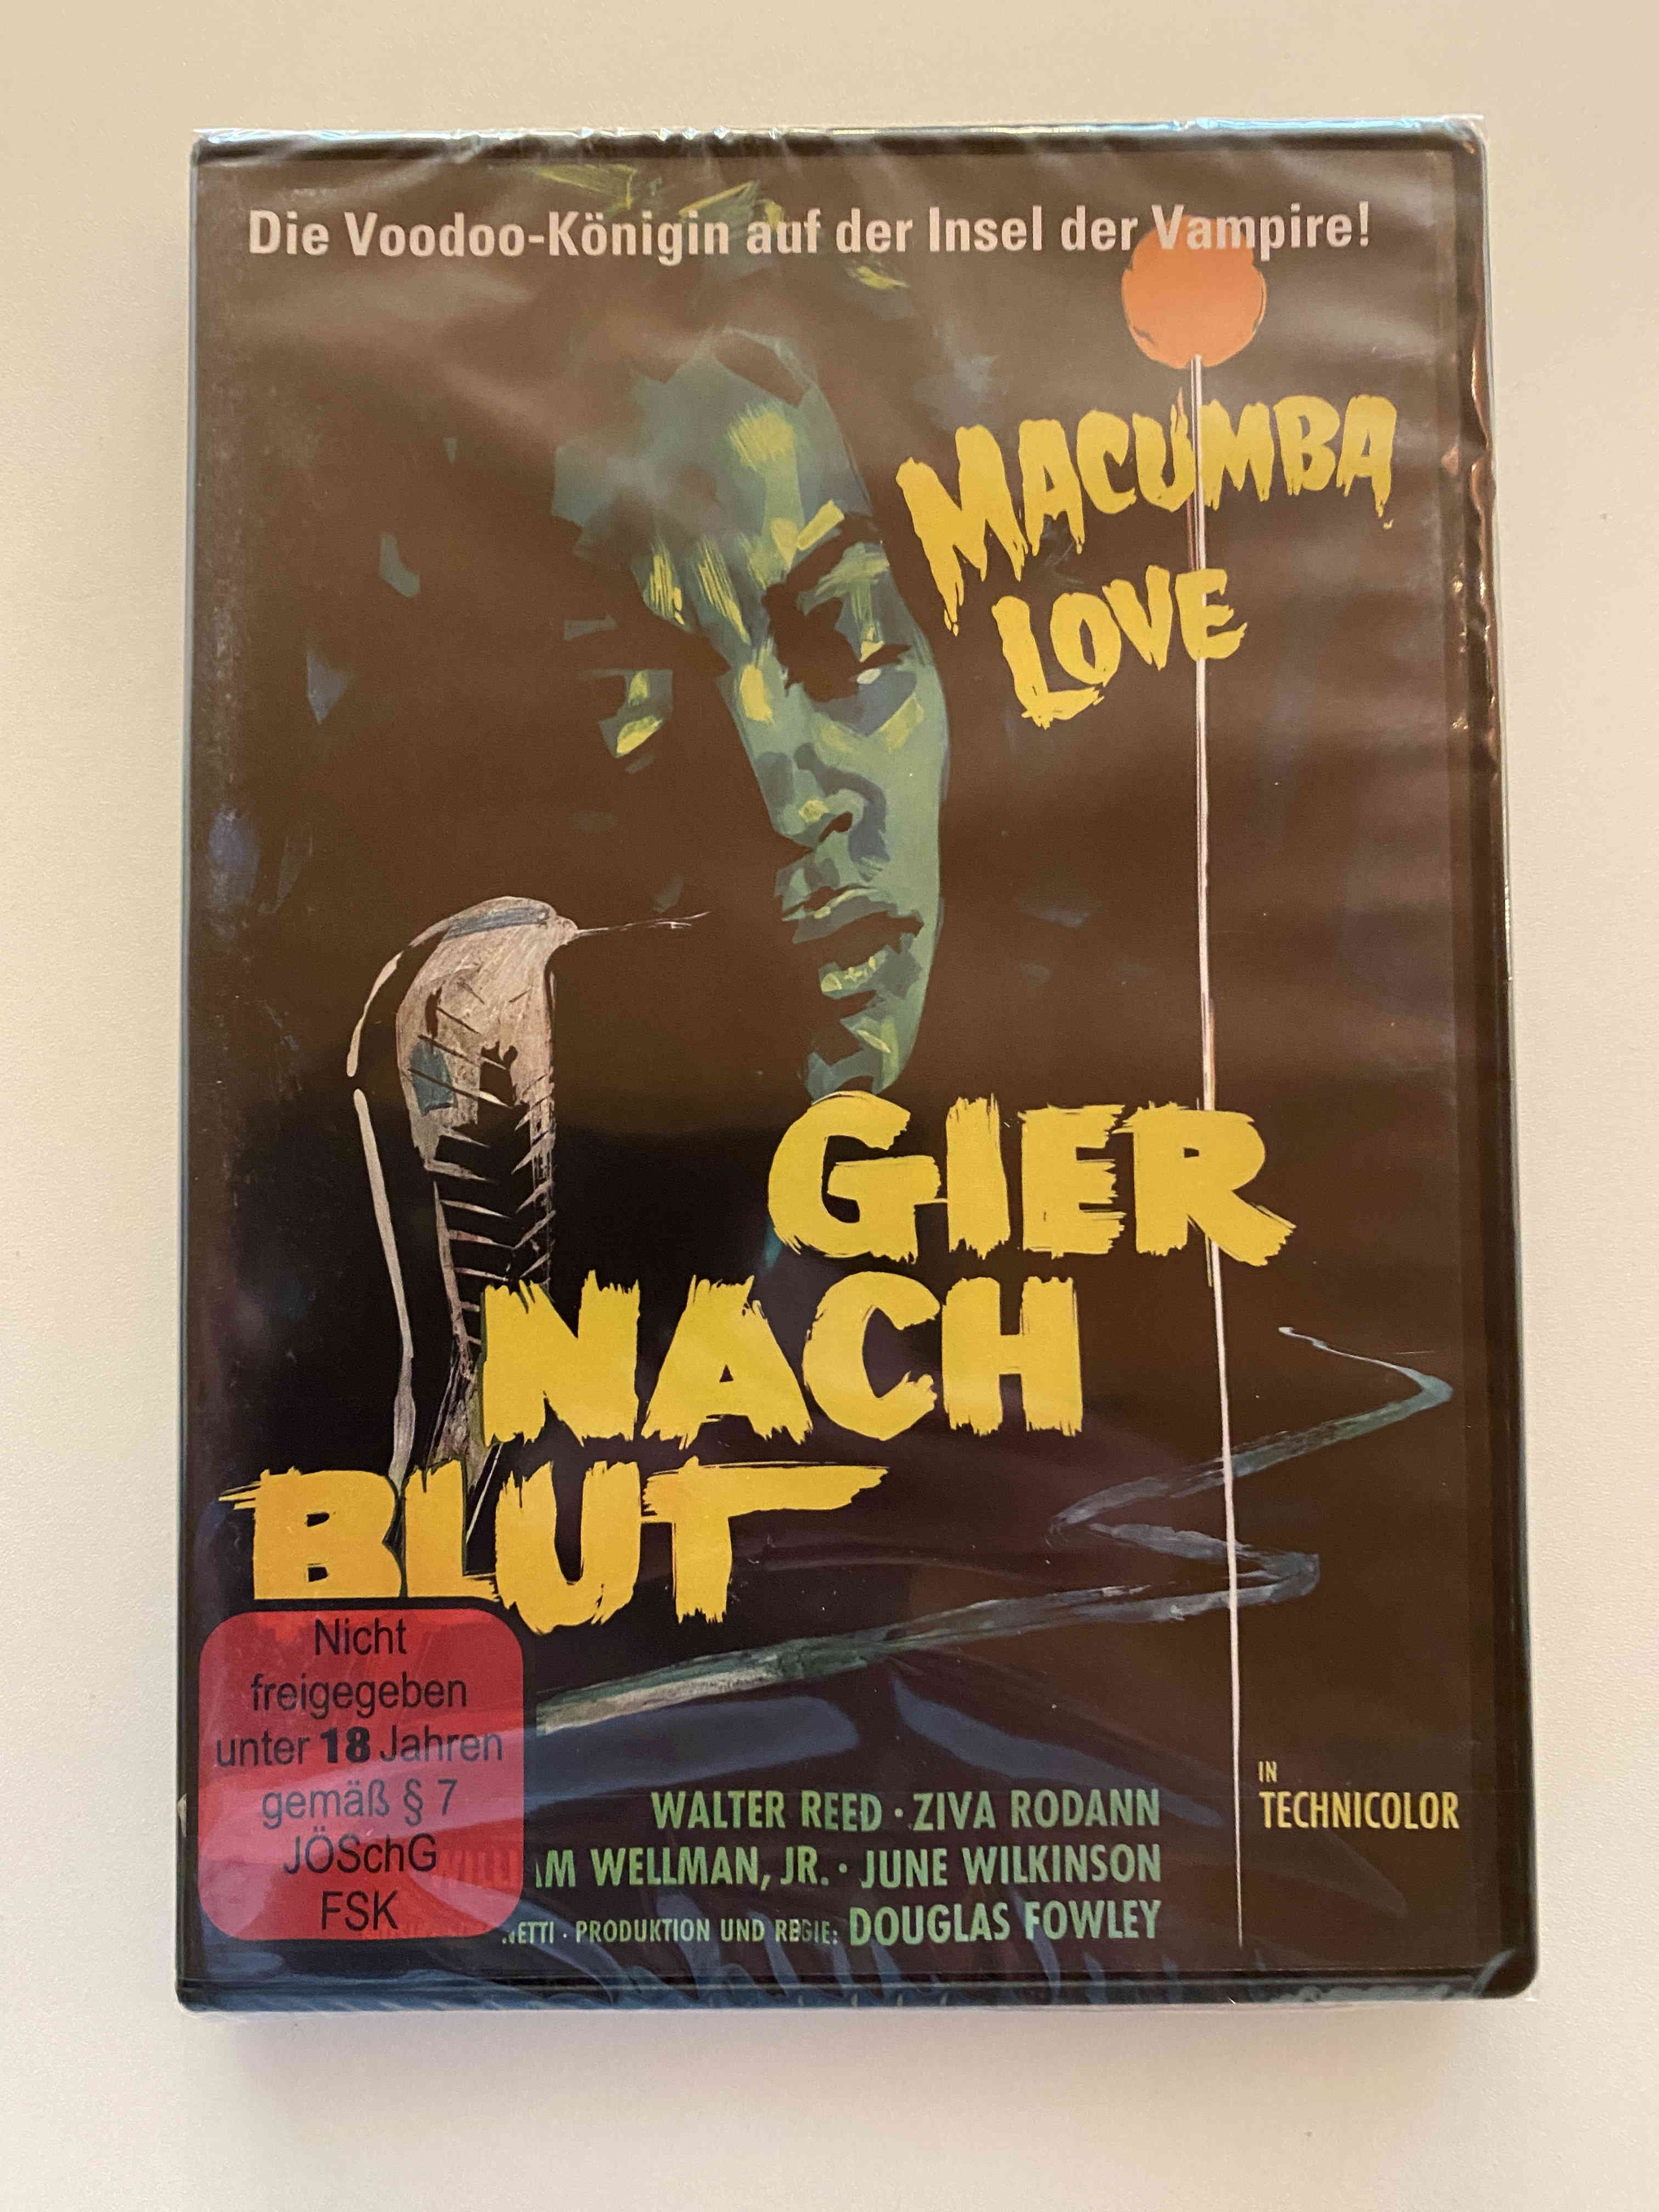 Die Voodoo-Königin auf der Insel der Vampire!
MACUMBA
LOVE
GIER
NACH
BLUT
Nicht
freigegeben
unter 18 Jahren
gemäß § 7
JÖSchG
FSK
WALTER REED · ZIVA RODANN
WILLIAM WELLMAN, JR. · JUNE WILKINSON
PRODUKTION UND REGIE: DOUGLAS FOWLEY
IN
TECHNICOLOR